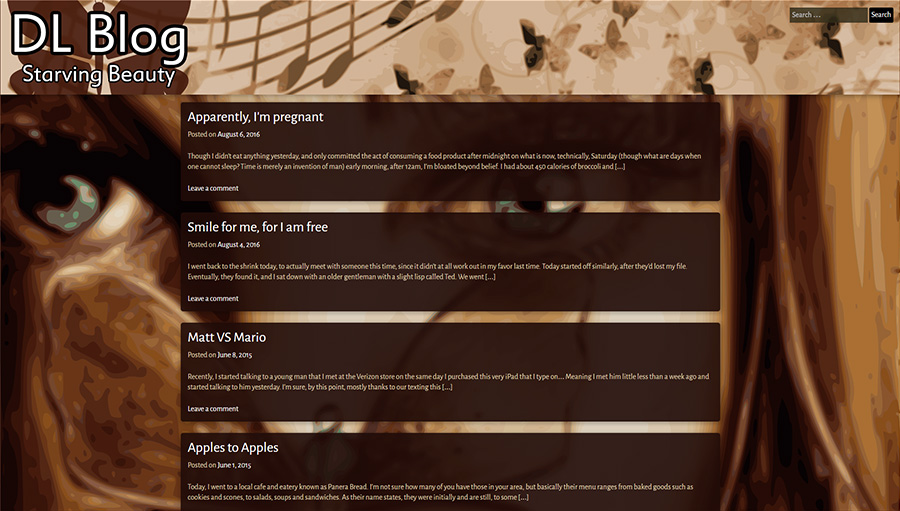 DL Blog
Starving Beauty
Search ...
Search
Apparently, I'm pregnant
Posted on August 6, 2016
Though I didn't eat anything yesterday, and only committed the act of consuming a food product after midnight on what is now, technically, Saturday (though what are days when
one cannot sleep? Time is merely an invention of man) early morning, after 12am, I'm bloated beyond belief. I had about 450 calories of broccoli and [...]
Leave a comment
Smile for me, for I am free
Posted on August 4, 2016
I went back to the shrink today, to actually meet with someone this time, since it didn't at all work out in my favor last time. Today started off similarly, after they'd lost my file.
Eventually, they found it, and I sat down with an older gentleman with a slight lisp called Ted. We went [...]
Leave a comment
Matt VS Mario
Posted on June 8, 2015
Recently, I started talking to a young man that I met at the Verizon store on the same day I purchased this very iPad that I type on.... Meaning I met him little less than a week ago and
started talking to him yesterday. I'm sure, by this point, mostly thanks to our texting this [...]
Leave a comment
Apples to Apples
Posted on June 1, 2015
Today, I went to a local cafe and eatery known as Panera Bread. I'm not sure how many of you have those in your area, but basically their menu ranges from baked goods such as
cookies and scones, to salads, soups and sandwiches. As their name states, they were initially and are still, to some [...]